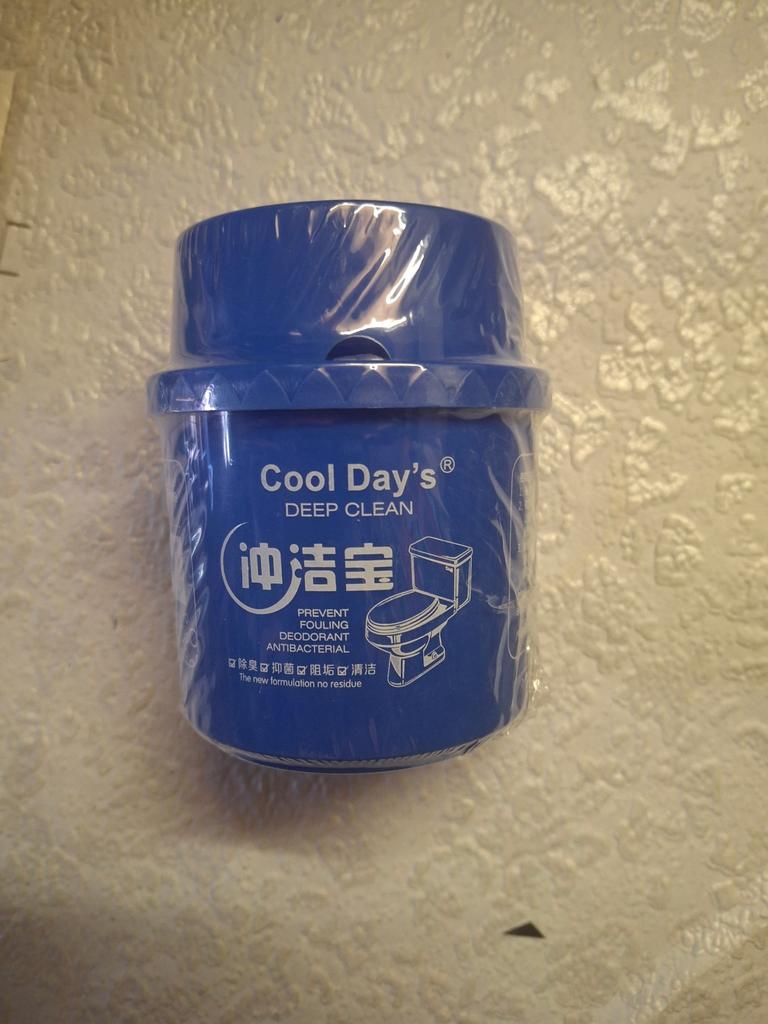 Cool Day's®
DEEP CLEAN
冲洁宝
PREVENT
FOULING
DEODORANT
ANTIBACTERIAL
☑除臭☑抑菌☑阻垢☑清洁
The new formulation no residue